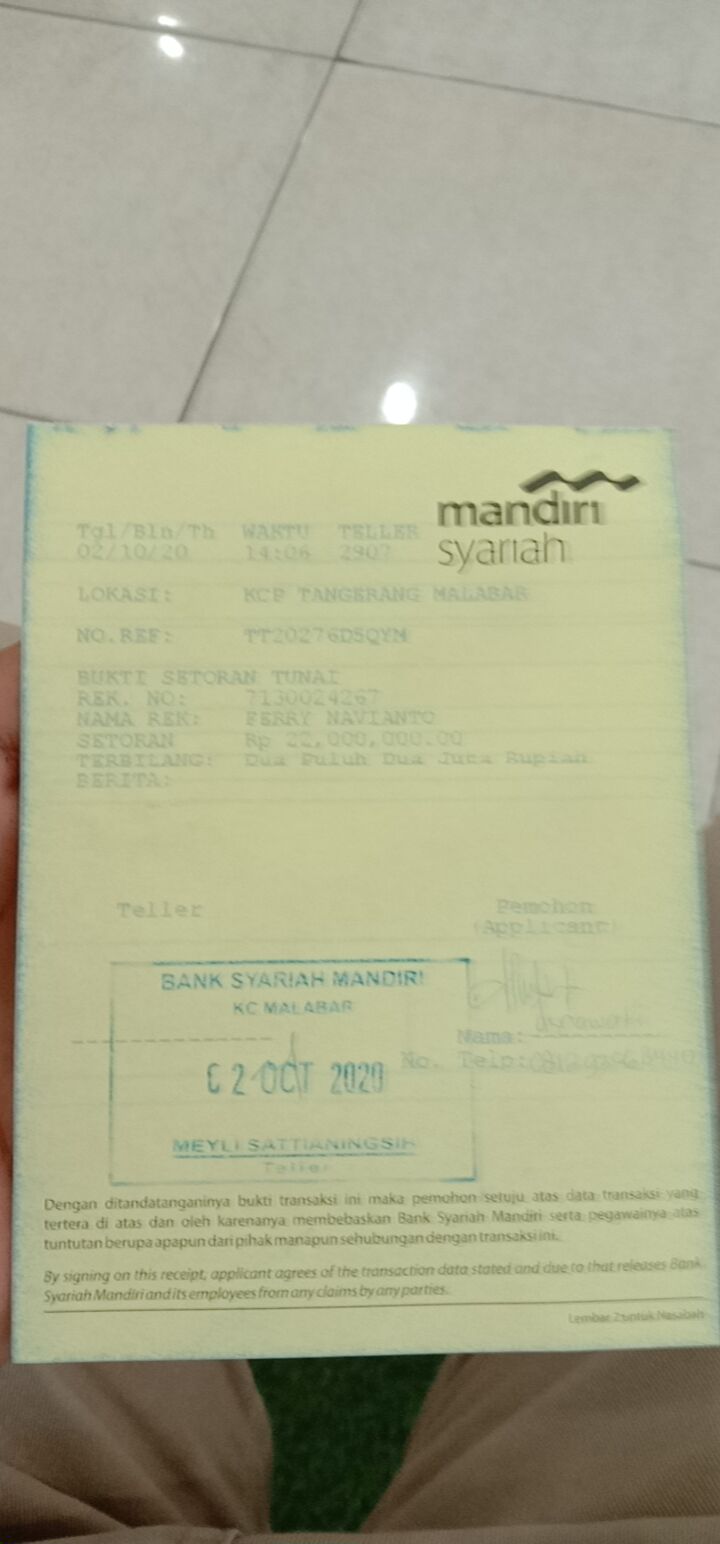 mandiri
syariah
Tgl/Bln/Th WAKTU TELLER
02/10/20 14:06 2907
LOKASI: KCP TANGERANG MALABAR
NO.REF: TT20276D5QYM
BUKTI SETORAN TUNAI
REK. NO: 7130024267
NAMA REK: FERRY NAVIANTO
SETORAN Rp 22,000,000.00
TERBILANG: Dua Puluh Dua Juta Rupiah
BERITA:
Teller Pemohon
(Applicant)
BANK SYARIAH MANDIRI
KC MALABAR
Nama:
No. Telp:
02 OCT 2020
MEYLI SATTIANINGSIH
Teller
Dengan ditandatanganinya bukti transaksi ini maka pemohon setuju atas data transaksi yang
tertera di atas dan oleh karenanya membebaskan Bank Syariah Mandiri serta pegawainya atas
tuntutan berupa apapun dari pihak manapun sehubungan dengan transaksi ini.
By signing on this receipt, applicant agrees of the transaction data stated and due to that releases Bank
Syariah Mandiri and its employees from any claims by any parties.
Lembar 2 untuk Nasabah